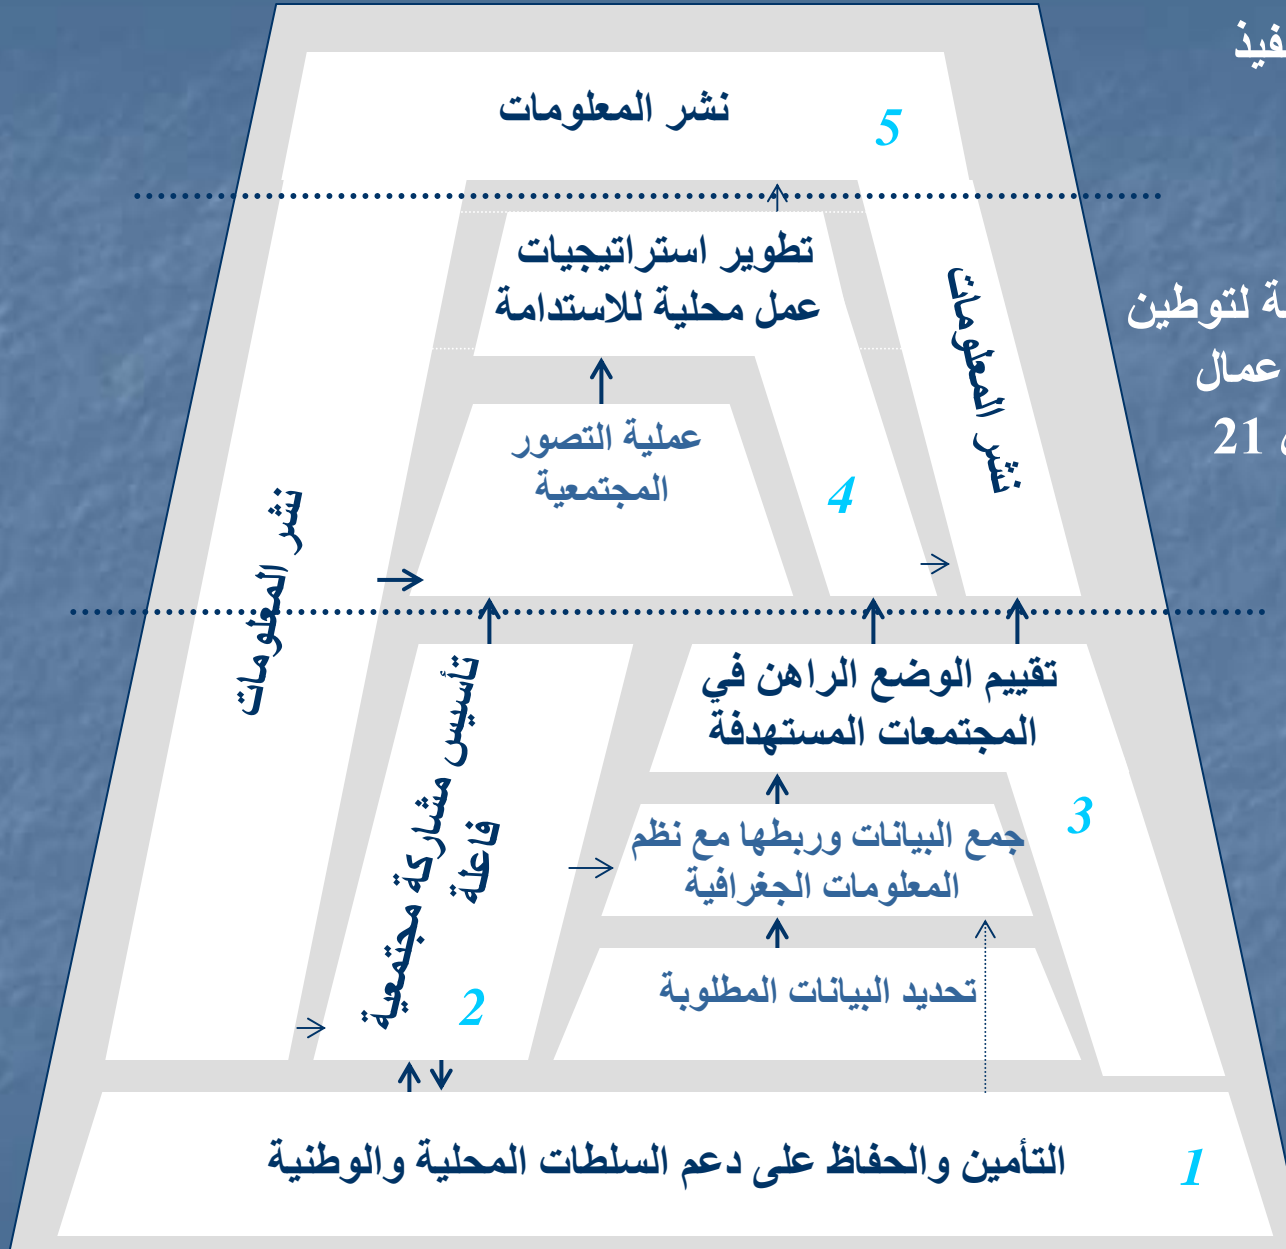 نشر المعلومات
5
تطوير استراتيجيات
عمل محلية للاستدامة
نشر المعلومات
لتوطين
21
عملية التصور
المجتمعية
4
نشر المعلومات
تأسيس مشاركة مجتمعية
فاعلة
2
تقييم الوضع الراهن في
المجتمعات المستهدفة
3
جمع البيانات وربطها مع نظم
المعلومات الجغرافية
تحديد البيانات المطلوبة
التأمين والحفاظ على دعم السلطات المحلية والوطنية
1